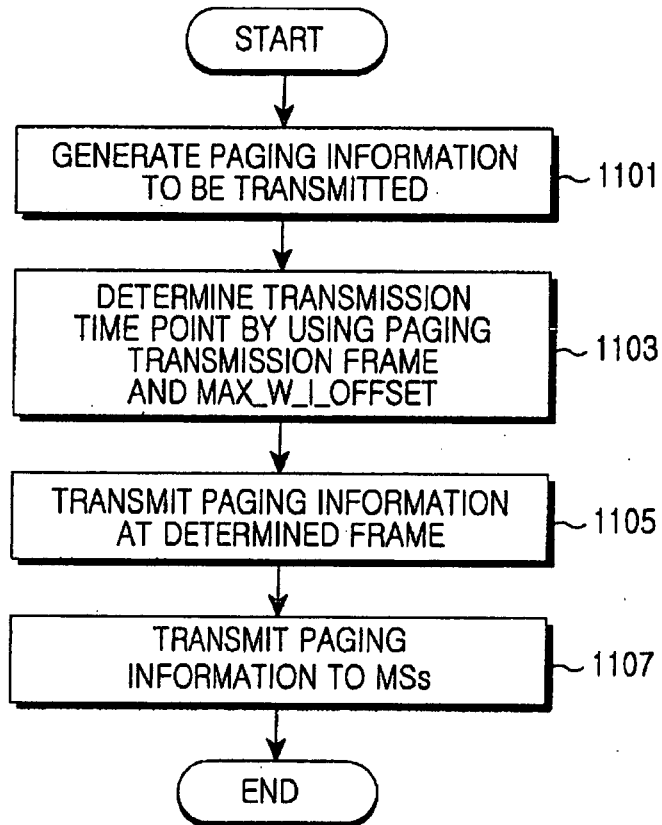 START
GENERATE PAGING INFORMATION
TO BE TRANSMITTED
1101
DETERMINE TRANSMISSION
TIME POINT BY USING PAGING
TRANSMISSION FRAME
AND MAX_W_I_OFFSET
1103
TRANSMIT PAGING INFORMATION
AT DETERMINED FRAME
1105
TRANSMIT PAGING
INFORMATION TO MSs
1107
END